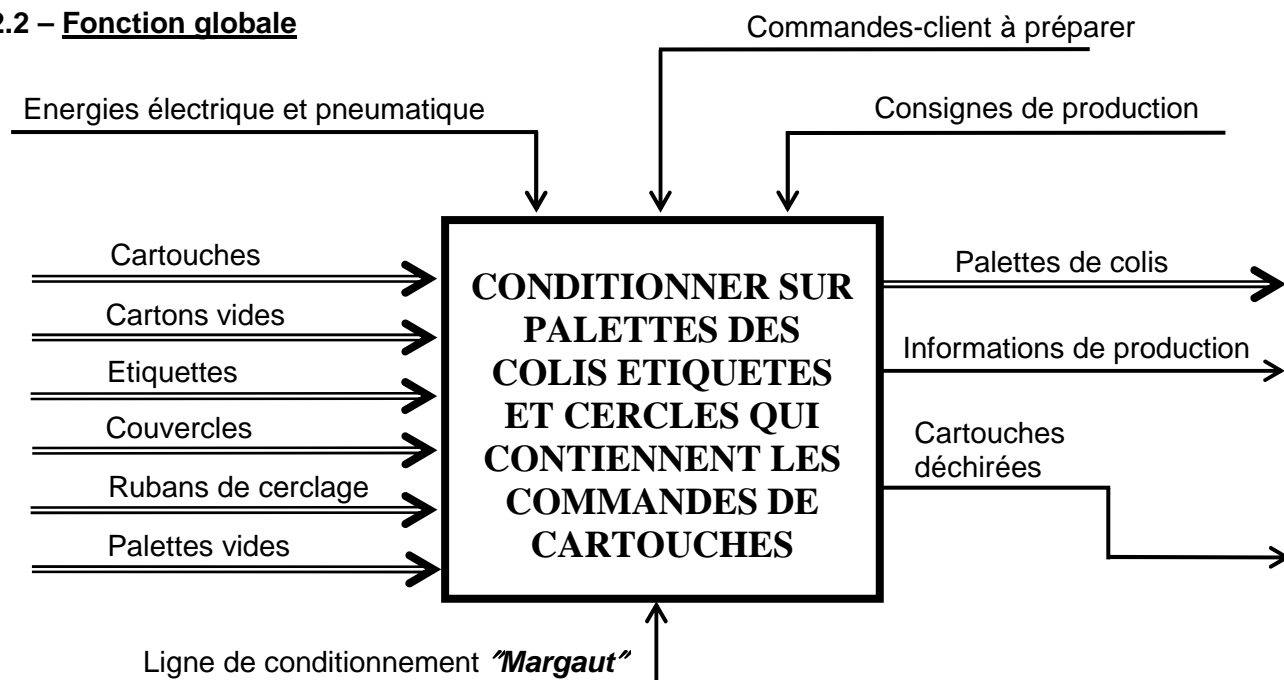 2.2 – Fonction globale
Commandes-client à préparer
Energies électrique et pneumatique
Consignes de production
Cartouches
Cartons vides
Etiquettes
Couvercles
Rubans de cerclage
Palettes vides
CONDITIONNER SUR
PALETTES DES
COLIS ETIQUETES
ET CERCLES QUI
CONTIENNENT LES
COMMANDES DE
CARTOUCHES
Palettes de colis
Informations de production
Cartouches
déchirées
Ligne de conditionnement "Margaut"